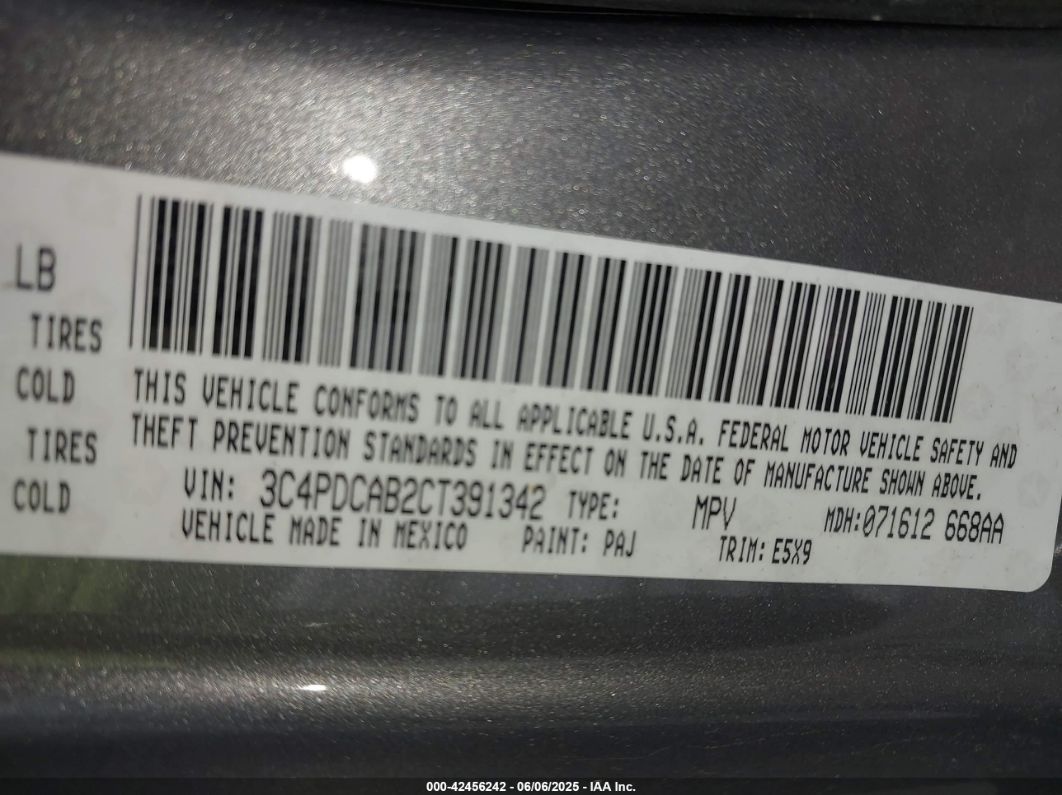 LB
TIRES
COLD
TIRES
COLD
THIS VEHICLE CONFORMS TO ALL APPLICABLE U.S.A. FEDERAL MOTOR VEHICLE SAFETY AND
THEFT PREVENTION STANDARDS IN EFFECT ON THE DATE OF MANUFACTURE SHOWN ABOVE.
VIN: 3C4PDCAB2CT391342 TYPE: MPV MDH:071612 668AA
VEHICLE MADE IN MEXICO PAINT: PAJ TRIM: E5X9
000-42456242 - 06/06/2025 - IAA Inc.